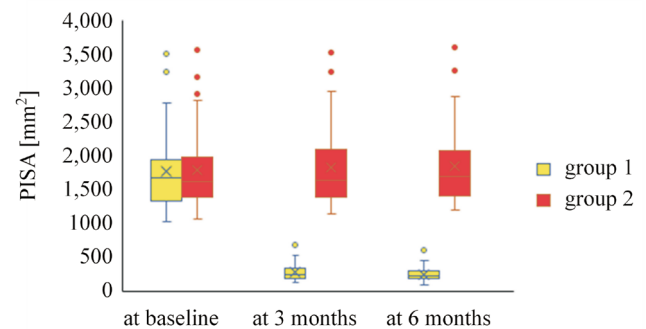 4,000
3,500
3,000
2,500
2,000
1,500
1000
500
0
PISA [mm²]
at baseline
at 3 months
at 6 months
group 1
group 2